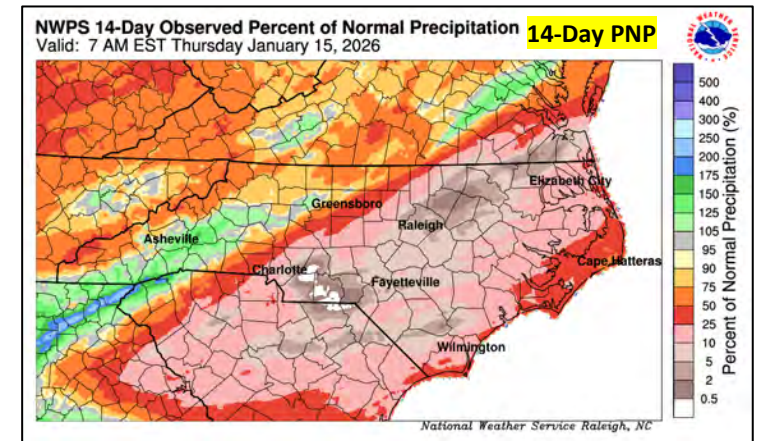 NWPS 14-Day Observed Percent of Normal Precipitation
14-Day PNP
Valid: 7 AM EST Thursday January 15, 2026
NATIONAL WEATHER SERVICE
500
400
300
250
200
175
150
125
105
95
90
75
50
25
10
5
2
0.5
Percent of Normal Precipitation (%)
Elizabeth City
Greensboro
Raleigh
Asheville
Cape Hatteras
Charlotte
Fayetteville
Wilmington
National Weather Service Raleigh, NC